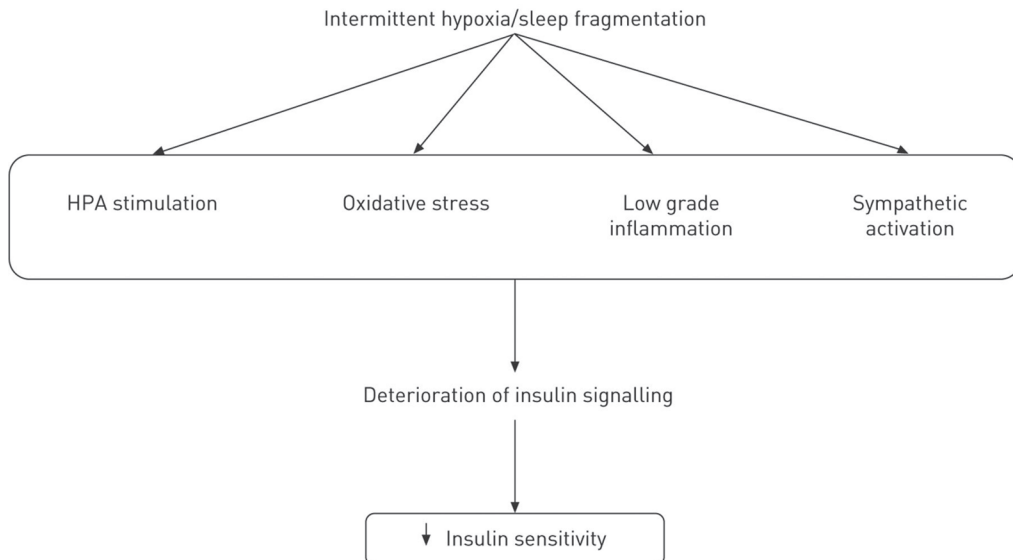 Intermittent hypoxia/sleep fragmentation
HPA stimulation
Oxidative stress
Low grade
inflammation
Sympathetic
activation
Deterioration of insulin signalling
↓ Insulin sensitivity